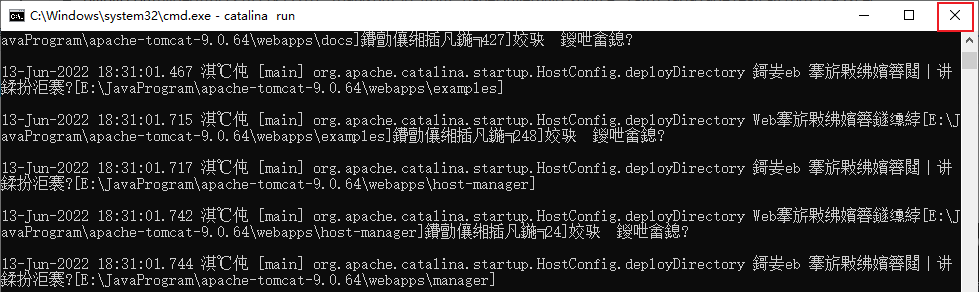 C:\Windows\system32\cmd.exe - catalina  run
avaProgram\apache-tomcat-9.0.64\webapps\docs]鐨勯儴缃插凡鍦╗427]姣  鍐呭畬鎴?
13-Jun-2022 18:31:01.467 淇℃伅 [main] org.apache.catalina.startup.HostConfig.deployDirectory 鎶妛eb 搴旂敤绋嬪簭閮ㄧ讲
鍒扮洰褰?[E:\JavaProgram\apache-tomcat-9.0.64\webapps\examples]
13-Jun-2022 18:31:01.715 淇℃伅 [main] org.apache.catalina.startup.HostConfig.deployDirectory Web搴旂敤绋嬪簭鐩綍[E:\J
avaProgram\apache-tomcat-9.0.64\webapps\examples]鐨勯儴缃插凡鍦╗248]姣  鍐呭畬鎴?
13-Jun-2022 18:31:01.717 淇℃伅 [main] org.apache.catalina.startup.HostConfig.deployDirectory 鎶妛eb 搴旂敤绋嬪簭閮ㄧ讲
鍒扮洰褰?[E:\JavaProgram\apache-tomcat-9.0.64\webapps\host-manager]
13-Jun-2022 18:31:01.742 淇℃伅 [main] org.apache.catalina.startup.HostConfig.deployDirectory Web搴旂敤绋嬪簭鐩綍[E:\J
avaProgram\apache-tomcat-9.0.64\webapps\host-manager]鐨勯儴缃插凡鍦╗24]姣  鍐呭畬鎴?
13-Jun-2022 18:31:01.744 淇℃伅 [main] org.apache.catalina.startup.HostConfig.deployDirectory 鎶妛eb 搴旂敤绋嬪簭閮ㄧ讲
鍒扮洰褰?[E:\JavaProgram\apache-tomcat-9.0.64\webapps\manager]